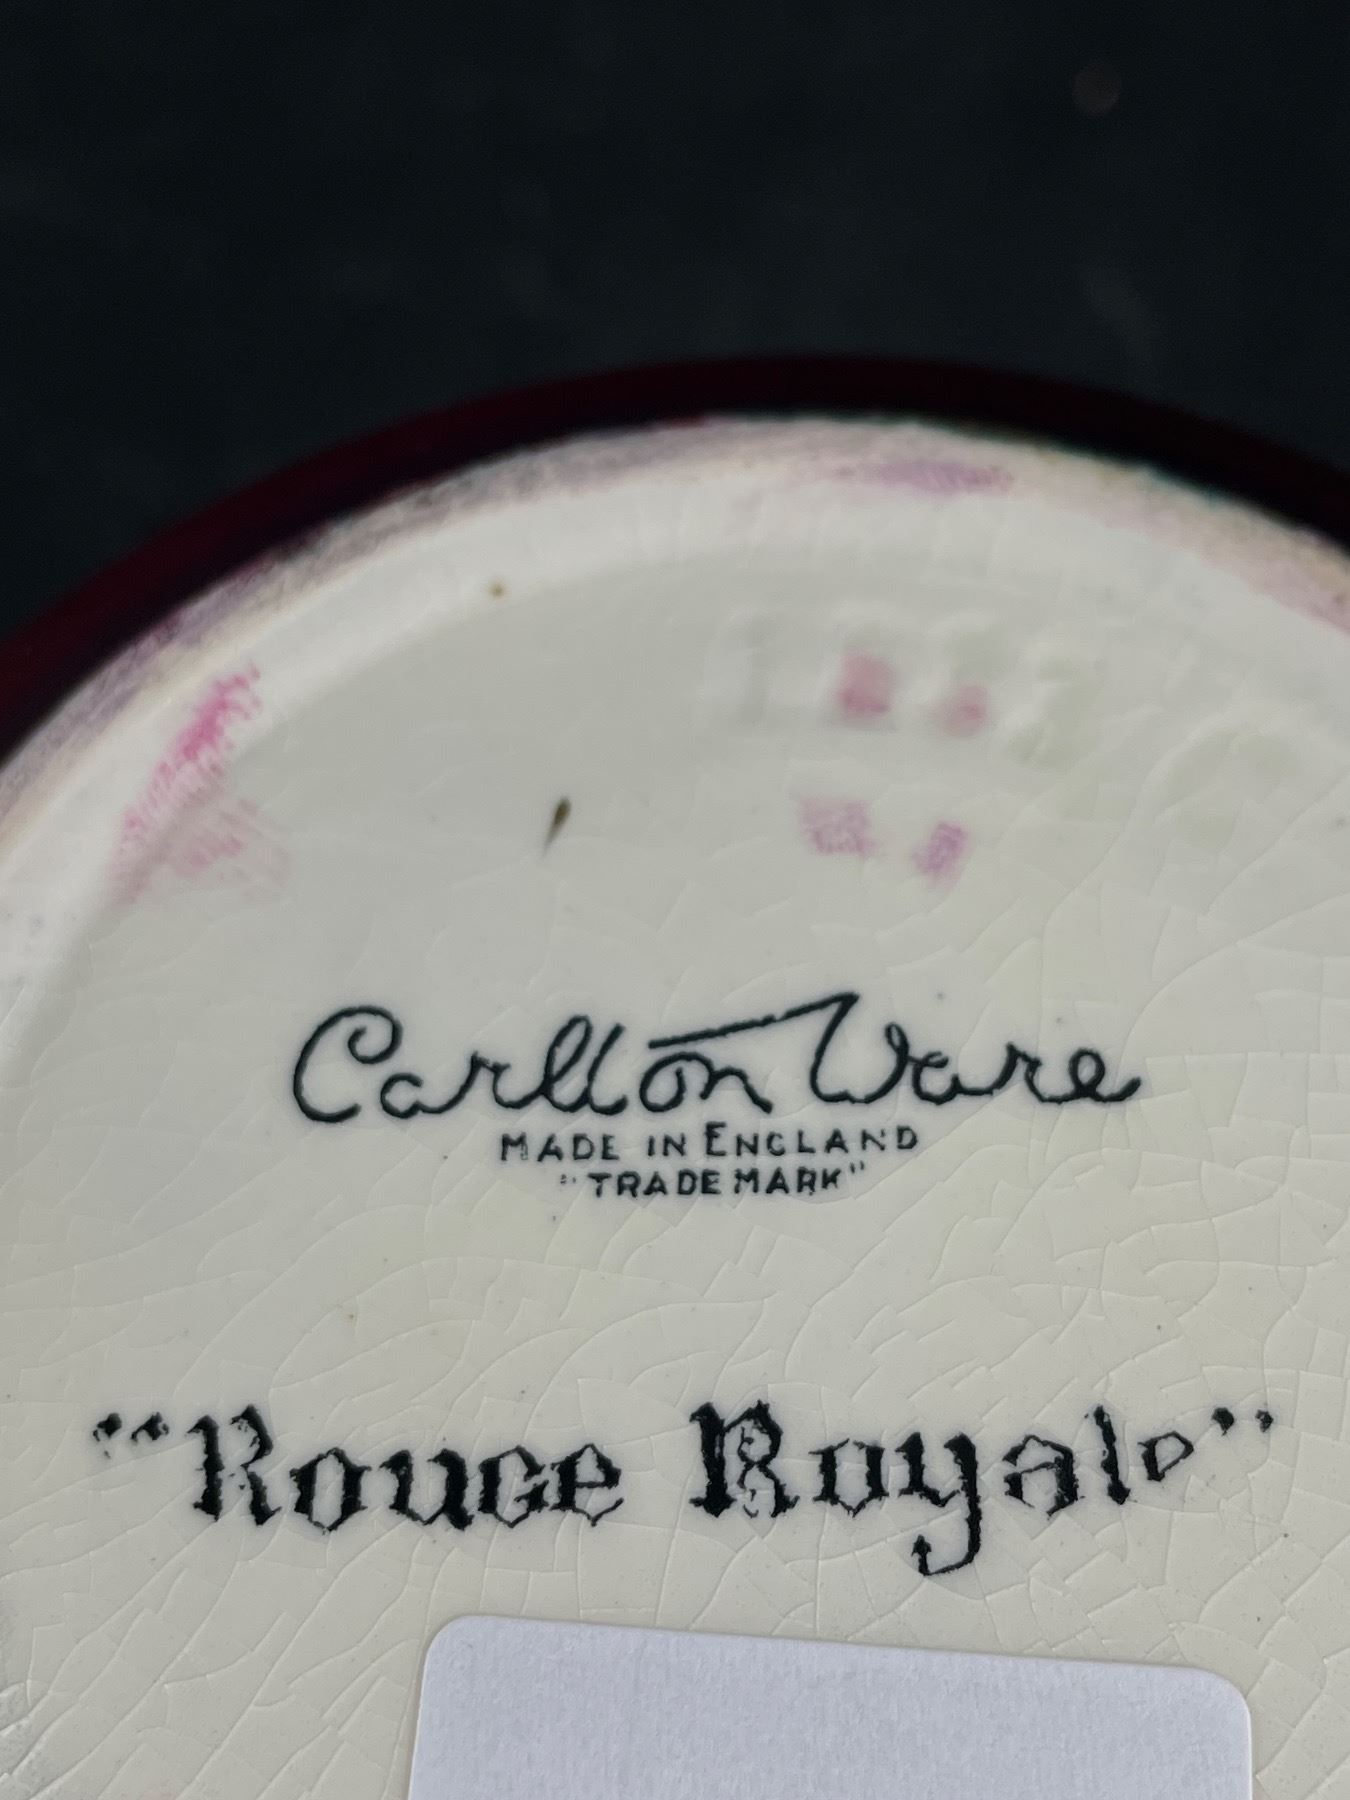 Carlton Ware
MADE IN ENGLAND
"TRADE MARK"
"Rouge Royale"